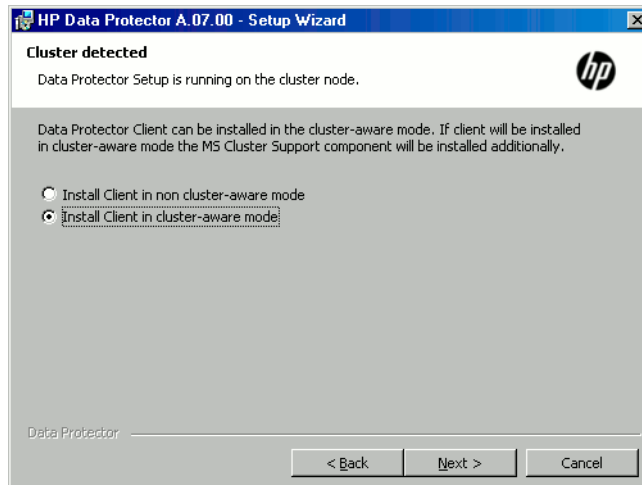 HP Data Protector A.07.00 - Setup Wizard
Cluster detected
Data Protector Setup is running on the cluster node.
hp
Data Protector Client can be installed in the cluster-aware mode. If client will be installed
in cluster-aware mode the MS Cluster Support component will be installed additionally.
Install Client in non cluster-aware mode
Install Client in cluster-aware mode
Data Protector
< Back Next > Cancel